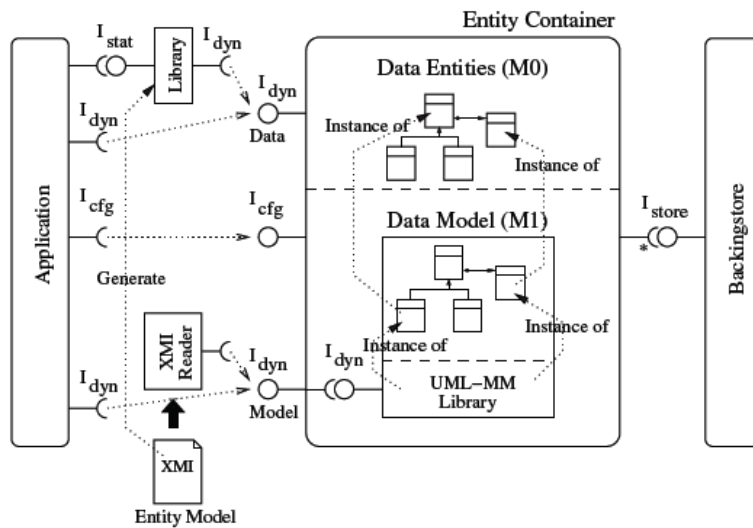 Entity Container
I stat
I dyn
Library
Data Entities (M0)
I dyn
Data
I dyn
Instance of
Instance of
Application
I cfg
I cfg
Data Model (M1)
I store
*
Backingstore
Generate
Instance of
Instance of
XMI Reader
I dyn
I dyn
I dyn
Model
UML-MM
Library
XMI
Entity Model